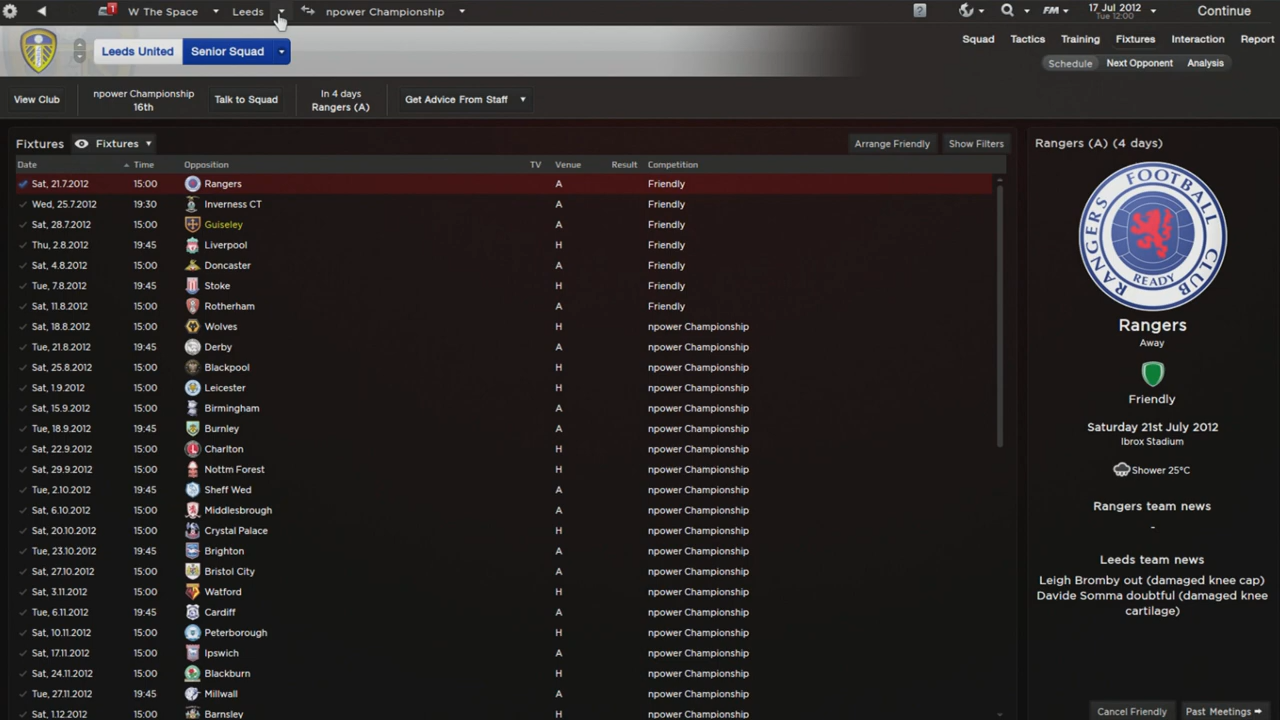 1 W The Space Leeds npower Championship ? FM 17 Jul 2012 Continue
Tue 12:00
Leeds United Senior Squad
Squad Tactics Training Fixtures Interaction Report
Schedule Next Opponent Analysis
View Club npower Championship 16th Talk to Squad In 4 days Rangers (A) Get Advice From Staff
Fixtures Fixtures Arrange Friendly Show Filters
Date Time Opposition TV Venue Result Competition
Sat, 21.7.2012 15:00 Rangers A Friendly
Wed, 25.7.2012 19:30 Inverness CT A Friendly
Sat, 28.7.2012 15:00 Guiseley A Friendly
Thu, 2.8.2012 19:45 Liverpool H Friendly
Sat, 4.8.2012 15:00 Doncaster A Friendly
Tue, 7.8.2012 19:45 Stoke H Friendly
Sat, 11.8.2012 15:00 Rotherham A Friendly
Sat, 18.8.2012 15:00 Wolves H npower Championship
Tue, 21.8.2012 19:45 Derby A npower Championship
Sat, 25.8.2012 15:00 Blackpool H npower Championship
Sat, 1.9.2012 15:00 Leicester H npower Championship
Sat, 15.9.2012 15:00 Birmingham A npower Championship
Tue, 18.9.2012 19:45 Burnley A npower Championship
Sat, 22.9.2012 15:00 Charlton H npower Championship
Sat, 29.9.2012 15:00 Nottm Forest H npower Championship
Tue, 2.10.2012 19:45 Sheff Wed A npower Championship
Sat, 6.10.2012 15:00 Middlesbrough A npower Championship
Sat, 20.10.2012 15:00 Crystal Palace H npower Championship
Tue, 23.10.2012 19:45 Brighton A npower Championship
Sat, 27.10.2012 15:00 Bristol City A npower Championship
Sat, 3.11.2012 15:00 Watford H npower Championship
Tue, 6.11.2012 19:45 Cardiff A npower Championship
Sat, 10.11.2012 15:00 Peterborough H npower Championship
Sat, 17.11.2012 15:00 Ipswich A npower Championship
Sat, 24.11.2012 15:00 Blackburn H npower Championship
Tue, 27.11.2012 19:45 Millwall A npower Championship
Sat, 1.12.2012 15:00 Barnsley H npower Championship
Rangers (A) (4 days)
RANGERS FOOTBALL CLUB
READY
Rangers
Away
Friendly
Saturday 21st July 2012
Ibrox Stadium
Shower 25°C
Rangers team news
-
Leeds team news
Leigh Bromby out (damaged knee cap)
Davide Somma doubtful (damaged knee
cartilage)
Cancel Friendly Past Meetings